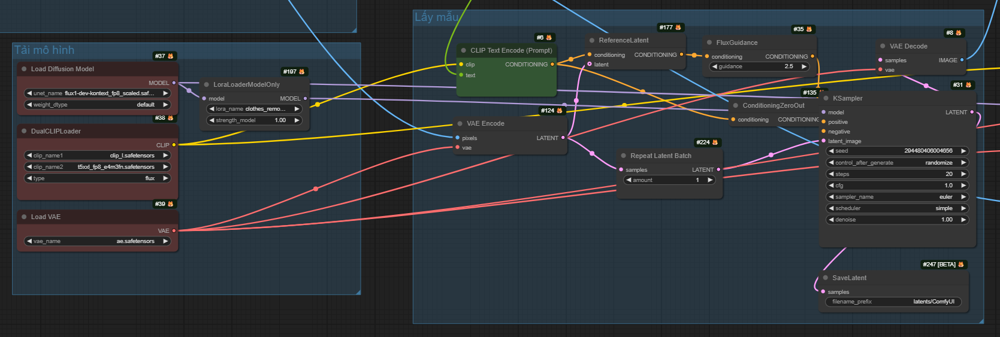 Tải mô hình
#37
Load Diffusion Model
MODEL
unet_name flux1-dev-kontext_fp8_scaled.saf...
weight_dtype default
#38
DualCLIPLoader
CLIP
clip_name1 clip_l.safetensors
clip_name2 t5xxl_fp8_e4m3fn.safetensors
type flux
#39
Load VAE
VAE
vae_name ae.safetensors
#197
LoraLoaderModelOnly
model MODEL
lora_name clothes_remo...
strength_model 1.00
Lấy mẫu
#6
CLIP Text Encode (Prompt)
clip CONDITIONING
text
#177
ReferenceLatent
conditioning CONDITIONING
latent
#35
FluxGuidance
conditioning CONDITIONING
guidance 2.5
#8
VAE Decode
samples IMAGE
vae
#124
VAE Encode
pixels LATENT
vae
#135
ConditioningZeroOut
conditioning CONDITIONING
#224
Repeat Latent Batch
samples LATENT
amount 1
#31
KSampler
model LATENT
positive
negative
latent_image
seed 294480406004656
control_after_generate randomize
steps 20
cfg 1.0
sampler_name euler
scheduler simple
denoise 1.00
#247 [BETA]
SaveLatent
samples
filename_prefix latents/ComfyUI